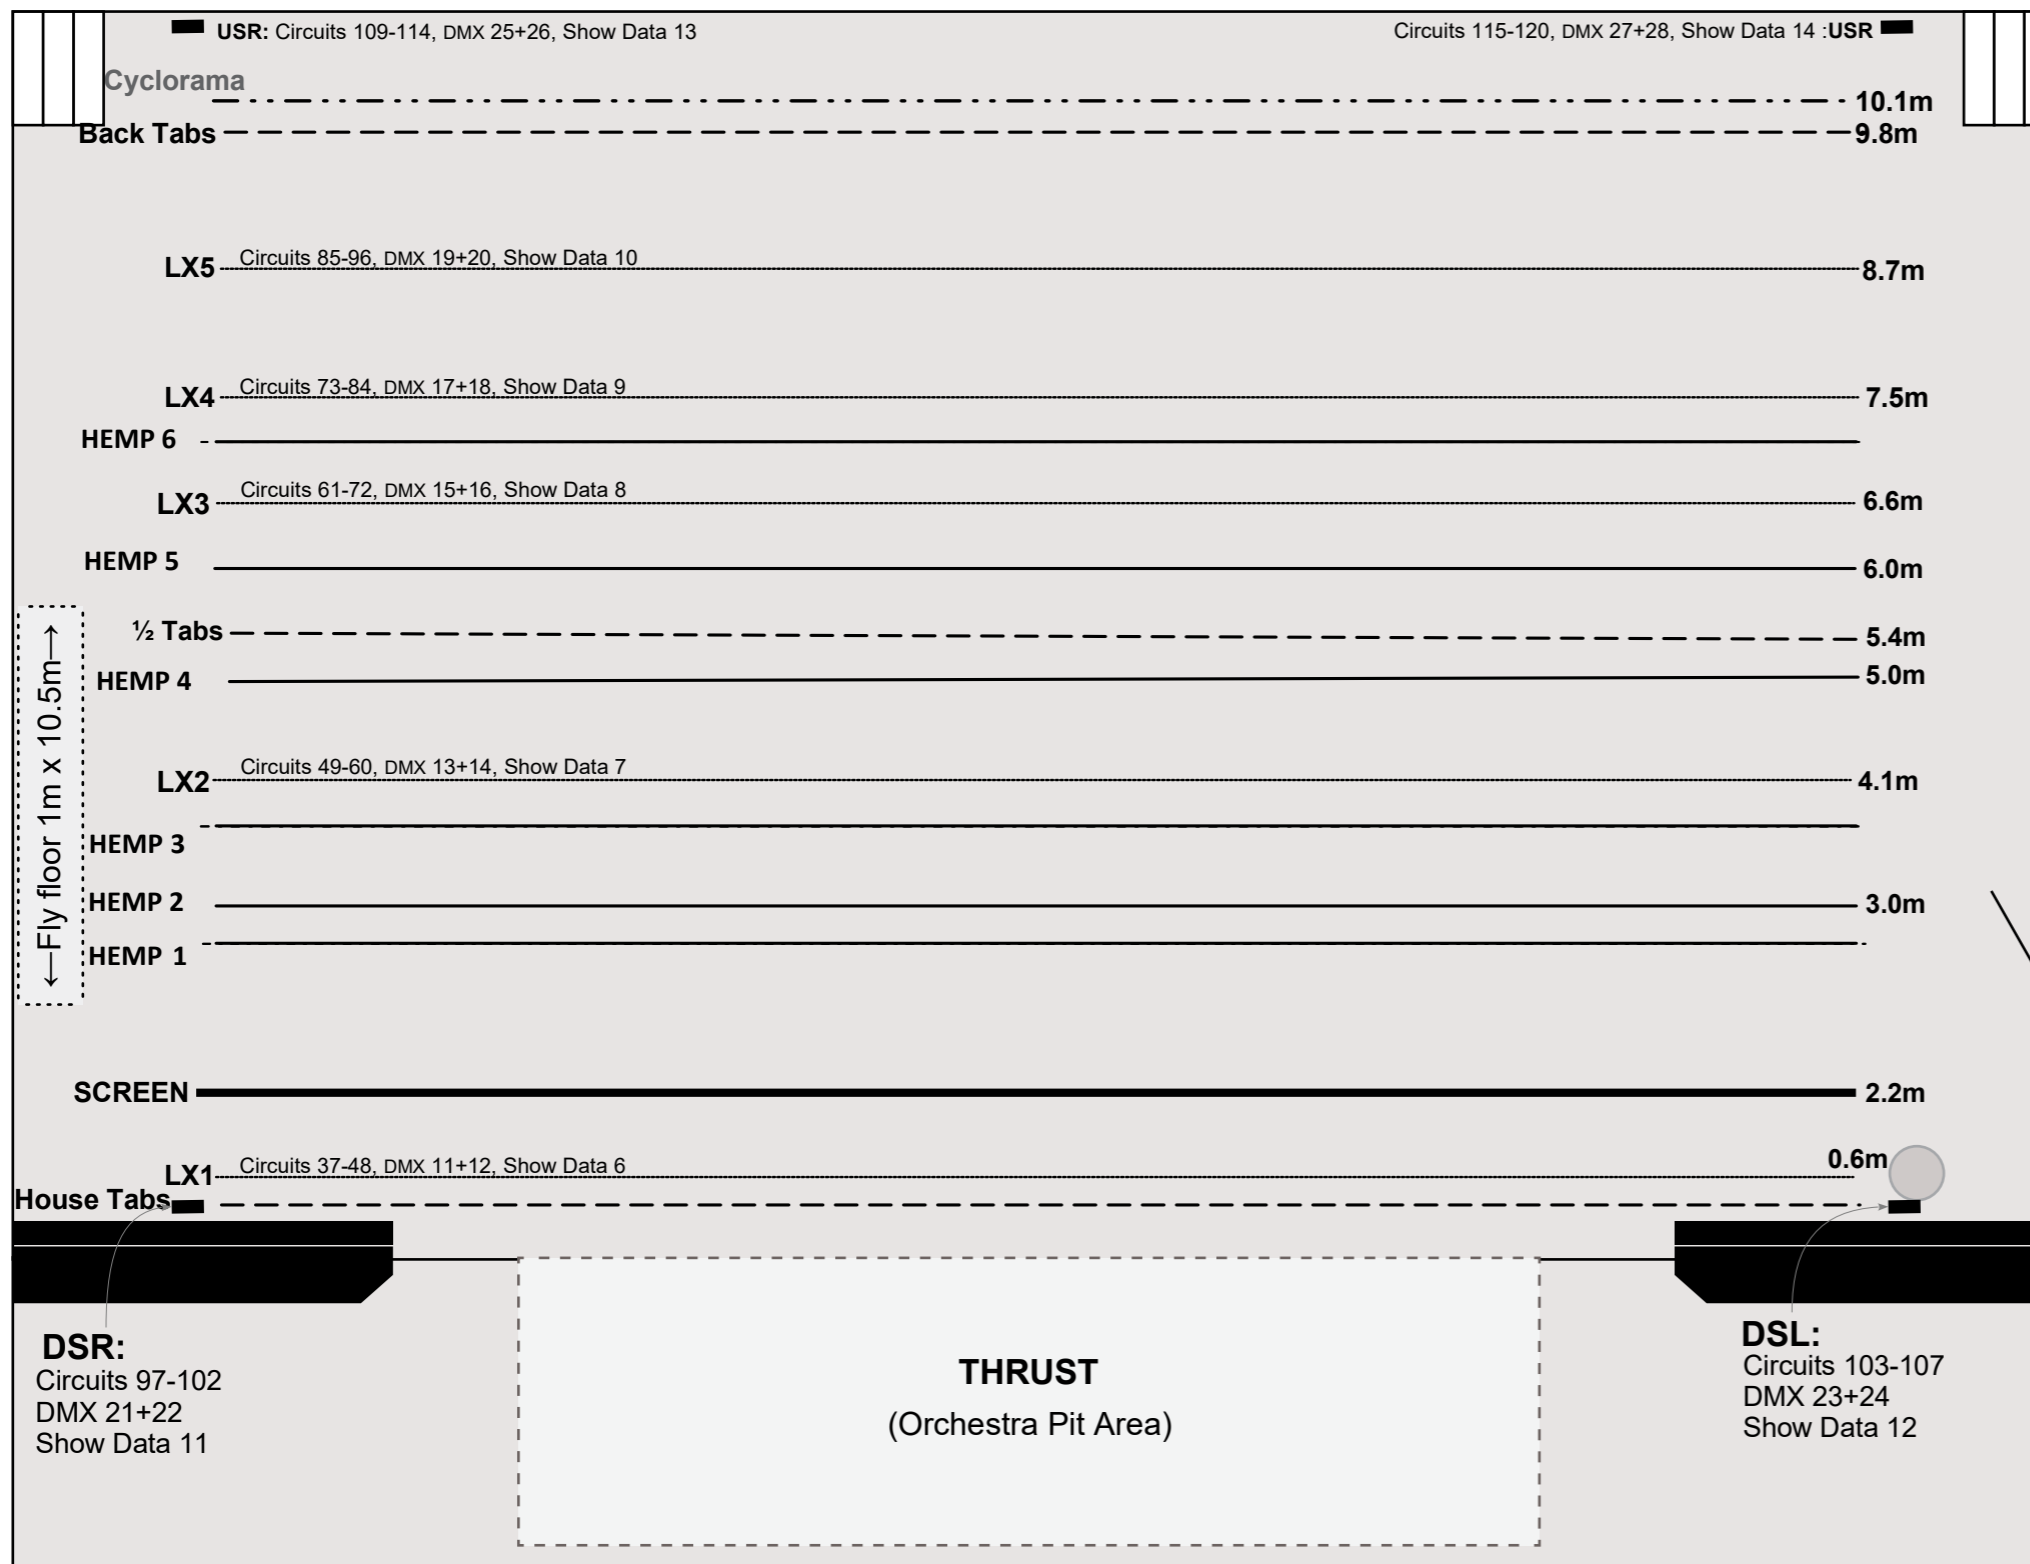 USR: Circuits 109-114, DMX 25+26, Show Data 13
Circuits 115-120, DMX 27+28, Show Data 14 :USR
Cyclorama
10.1m
Back Tabs
9.8m
Circuits 85-96, DMX 19+20, Show Data 10
LX5
8.7m
Circuits 73-84, DMX 17+18, Show Data 9
LX4
7.5m
HEMP 6
Circuits 61-72, DMX 15+16, Show Data 8
LX3
6.6m
HEMP 5
6.0m
½ Tabs
5.4m
HEMP 4
5.0m
←Fly floor 1m x 10.5m→
Circuits 49-60, DMX 13+14, Show Data 7
LX2
4.1m
HEMP 3
HEMP 2
3.0m
HEMP 1
SCREEN
2.2m
Circuits 37-48, DMX 11+12, Show Data 6
LX1
0.6m
House Tabs
DSR:
Circuits 97-102
DMX 21+22
Show Data 11
THRUST
(Orchestra Pit Area)
DSL:
Circuits 103-107
DMX 23+24
Show Data 12